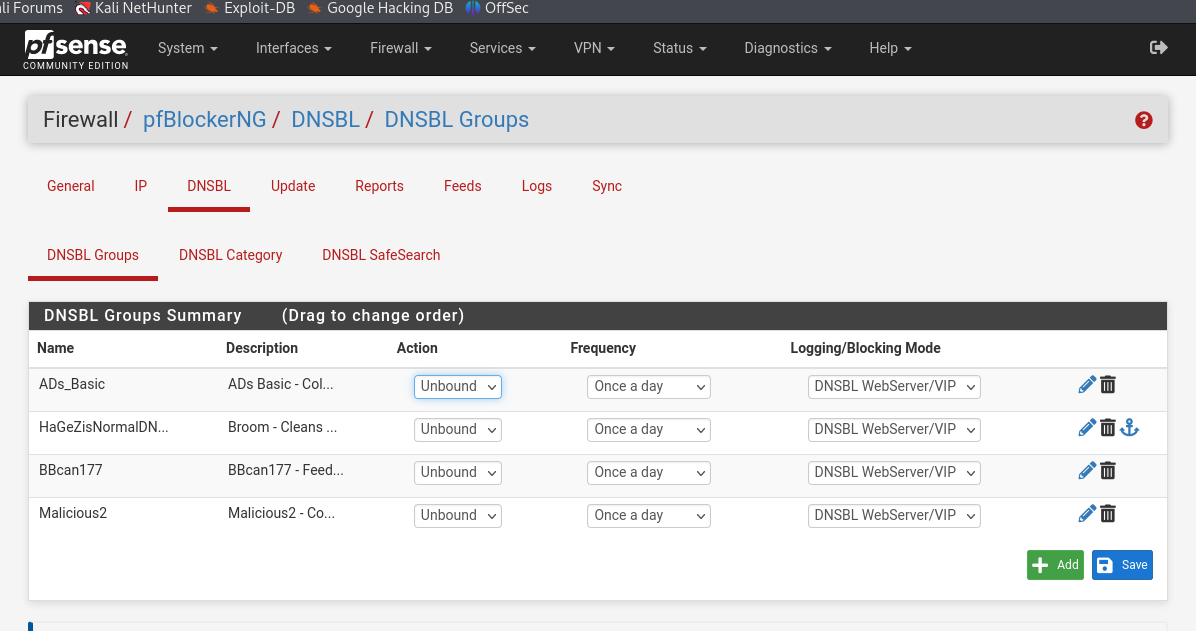 li Forums Kali NetHunter Exploit-DB Google Hacking DB OffSec
pfsense System Interfaces Firewall Services VPN Status Diagnostics Help
COMMUNITY EDITION
Firewall / pfBlockerNG / DNSBL / DNSBL Groups
General IP DNSBL Update Reports Feeds Logs Sync
DNSBL Groups DNSBL Category DNSBL SafeSearch
DNSBL Groups Summary (Drag to change order)
Name Description Action Frequency Logging/Blocking Mode
ADs_Basic ADs Basic - Col... Unbound Once a day DNSBL WebServer/VIP
HaGeZisNormalDN... Broom - Cleans ... Unbound Once a day DNSBL WebServer/VIP
BBcan177 BBcan177 - Feed... Unbound Once a day DNSBL WebServer/VIP
Malicious2 Malicious2 - Co... Unbound Once a day DNSBL WebServer/VIP
Add Save